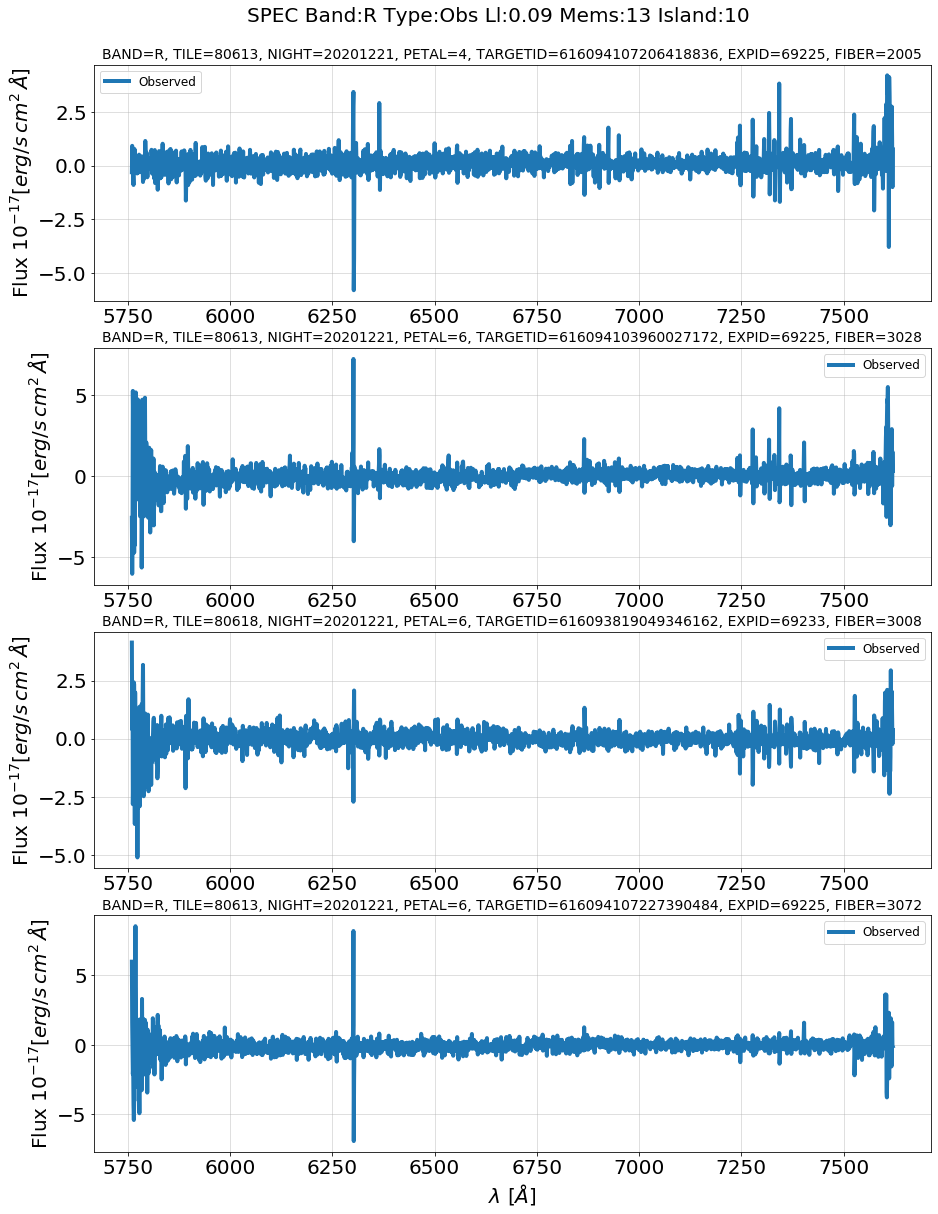 SPEC Band:R Type:Obs Ll:0.09 Mems:13 Island:10
BAND=R, TILE=80613, NIGHT=20201221, PETAL=4, TARGETID=616094107206418836, EXPID=69225, FIBER=2005
Observed
Flux 10⁻¹⁷[erg/s cm² Å]
2.5
0.0
−2.5
−5.0
5750 6000 6250 6500 6750 7000 7250 7500
BAND=R, TILE=80613, NIGHT=20201221, PETAL=6, TARGETID=616094103960027172, EXPID=69225, FIBER=3028
Observed
Flux 10⁻¹⁷[erg/s cm² Å]
5
0
−5
5750 6000 6250 6500 6750 7000 7250 7500
BAND=R, TILE=80618, NIGHT=20201221, PETAL=6, TARGETID=616093819049346162, EXPID=69233, FIBER=3008
Observed
Flux 10⁻¹⁷[erg/s cm² Å]
2.5
0.0
−2.5
−5.0
5750 6000 6250 6500 6750 7000 7250 7500
BAND=R, TILE=80613, NIGHT=20201221, PETAL=6, TARGETID=616094107227390484, EXPID=69225, FIBER=3072
Observed
Flux 10⁻¹⁷[erg/s cm² Å]
5
0
−5
5750 6000 6250 6500 6750 7000 7250 7500
λ [Å]